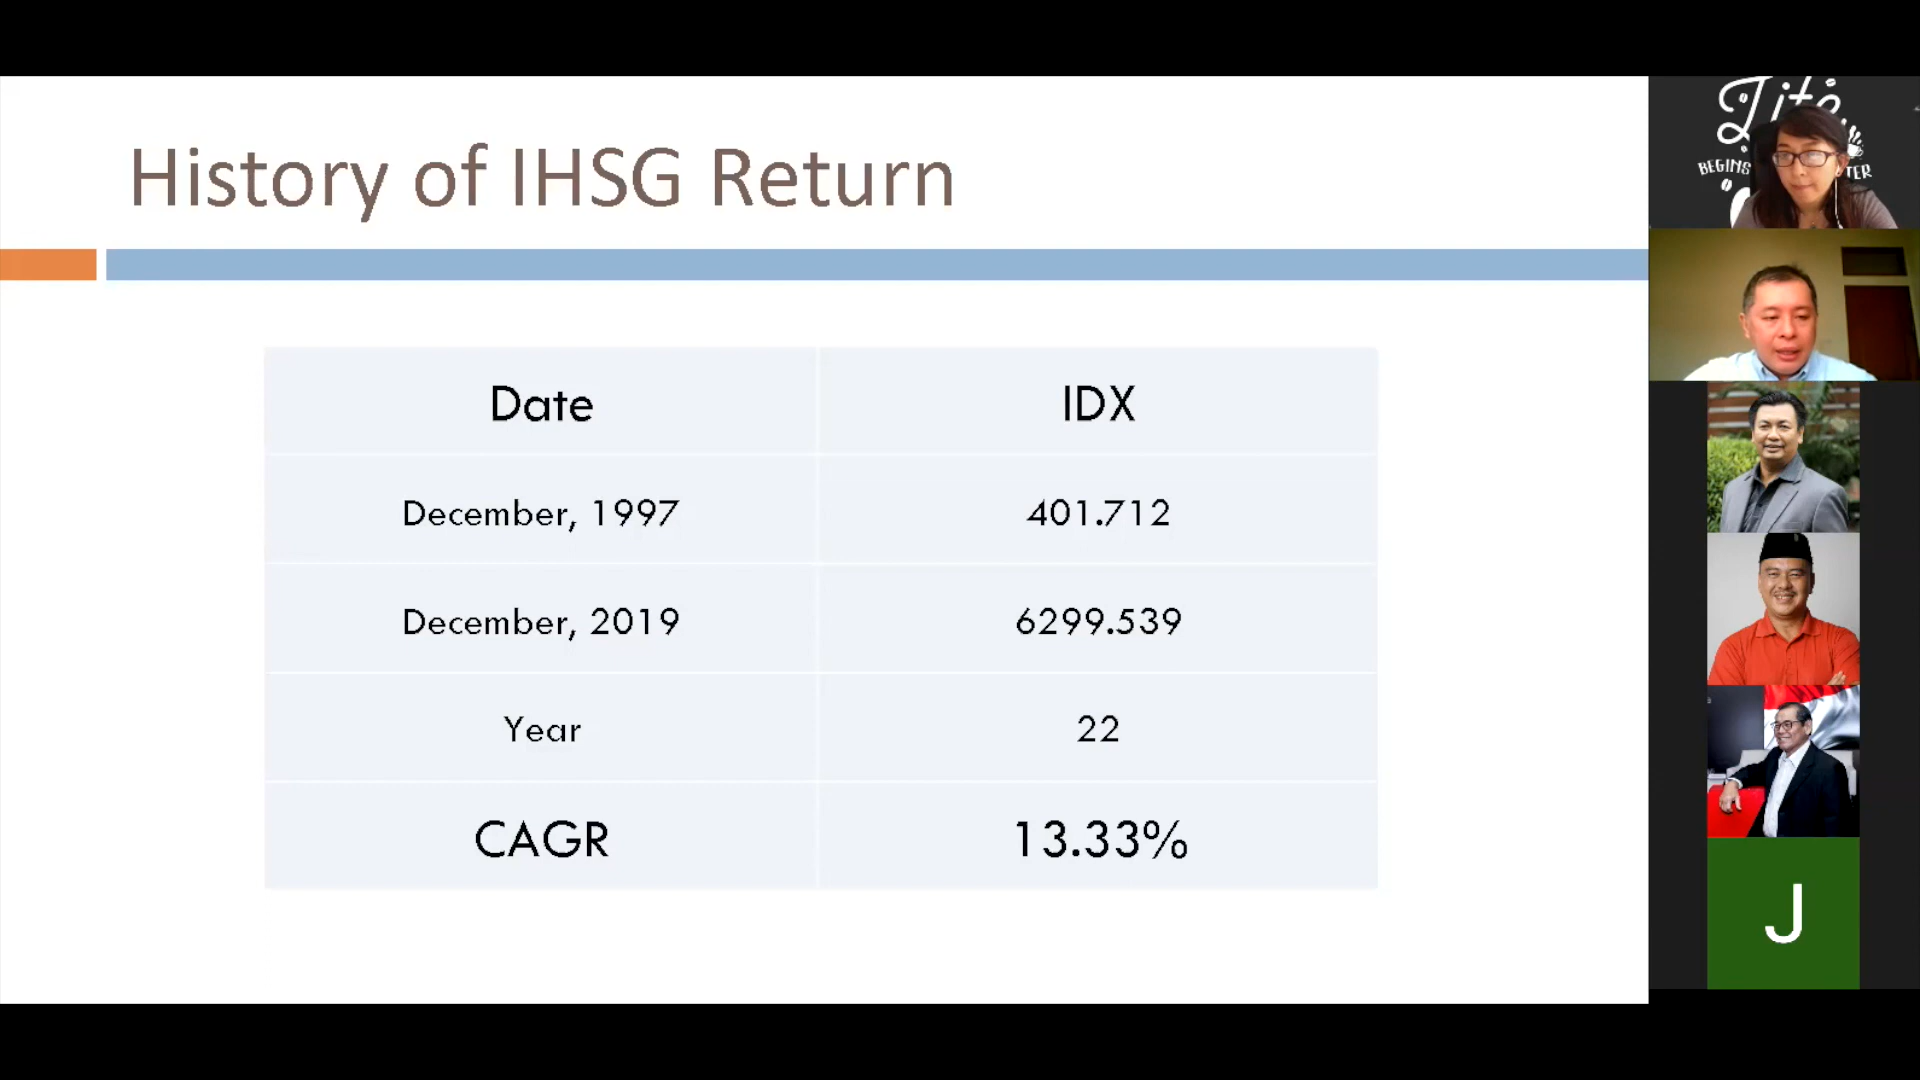 History of IHSG Return
Date IDX
December, 1997 401.712
December, 2019 6299.539
Year 22
CAGR 13.33%
Life
BEGINS
J